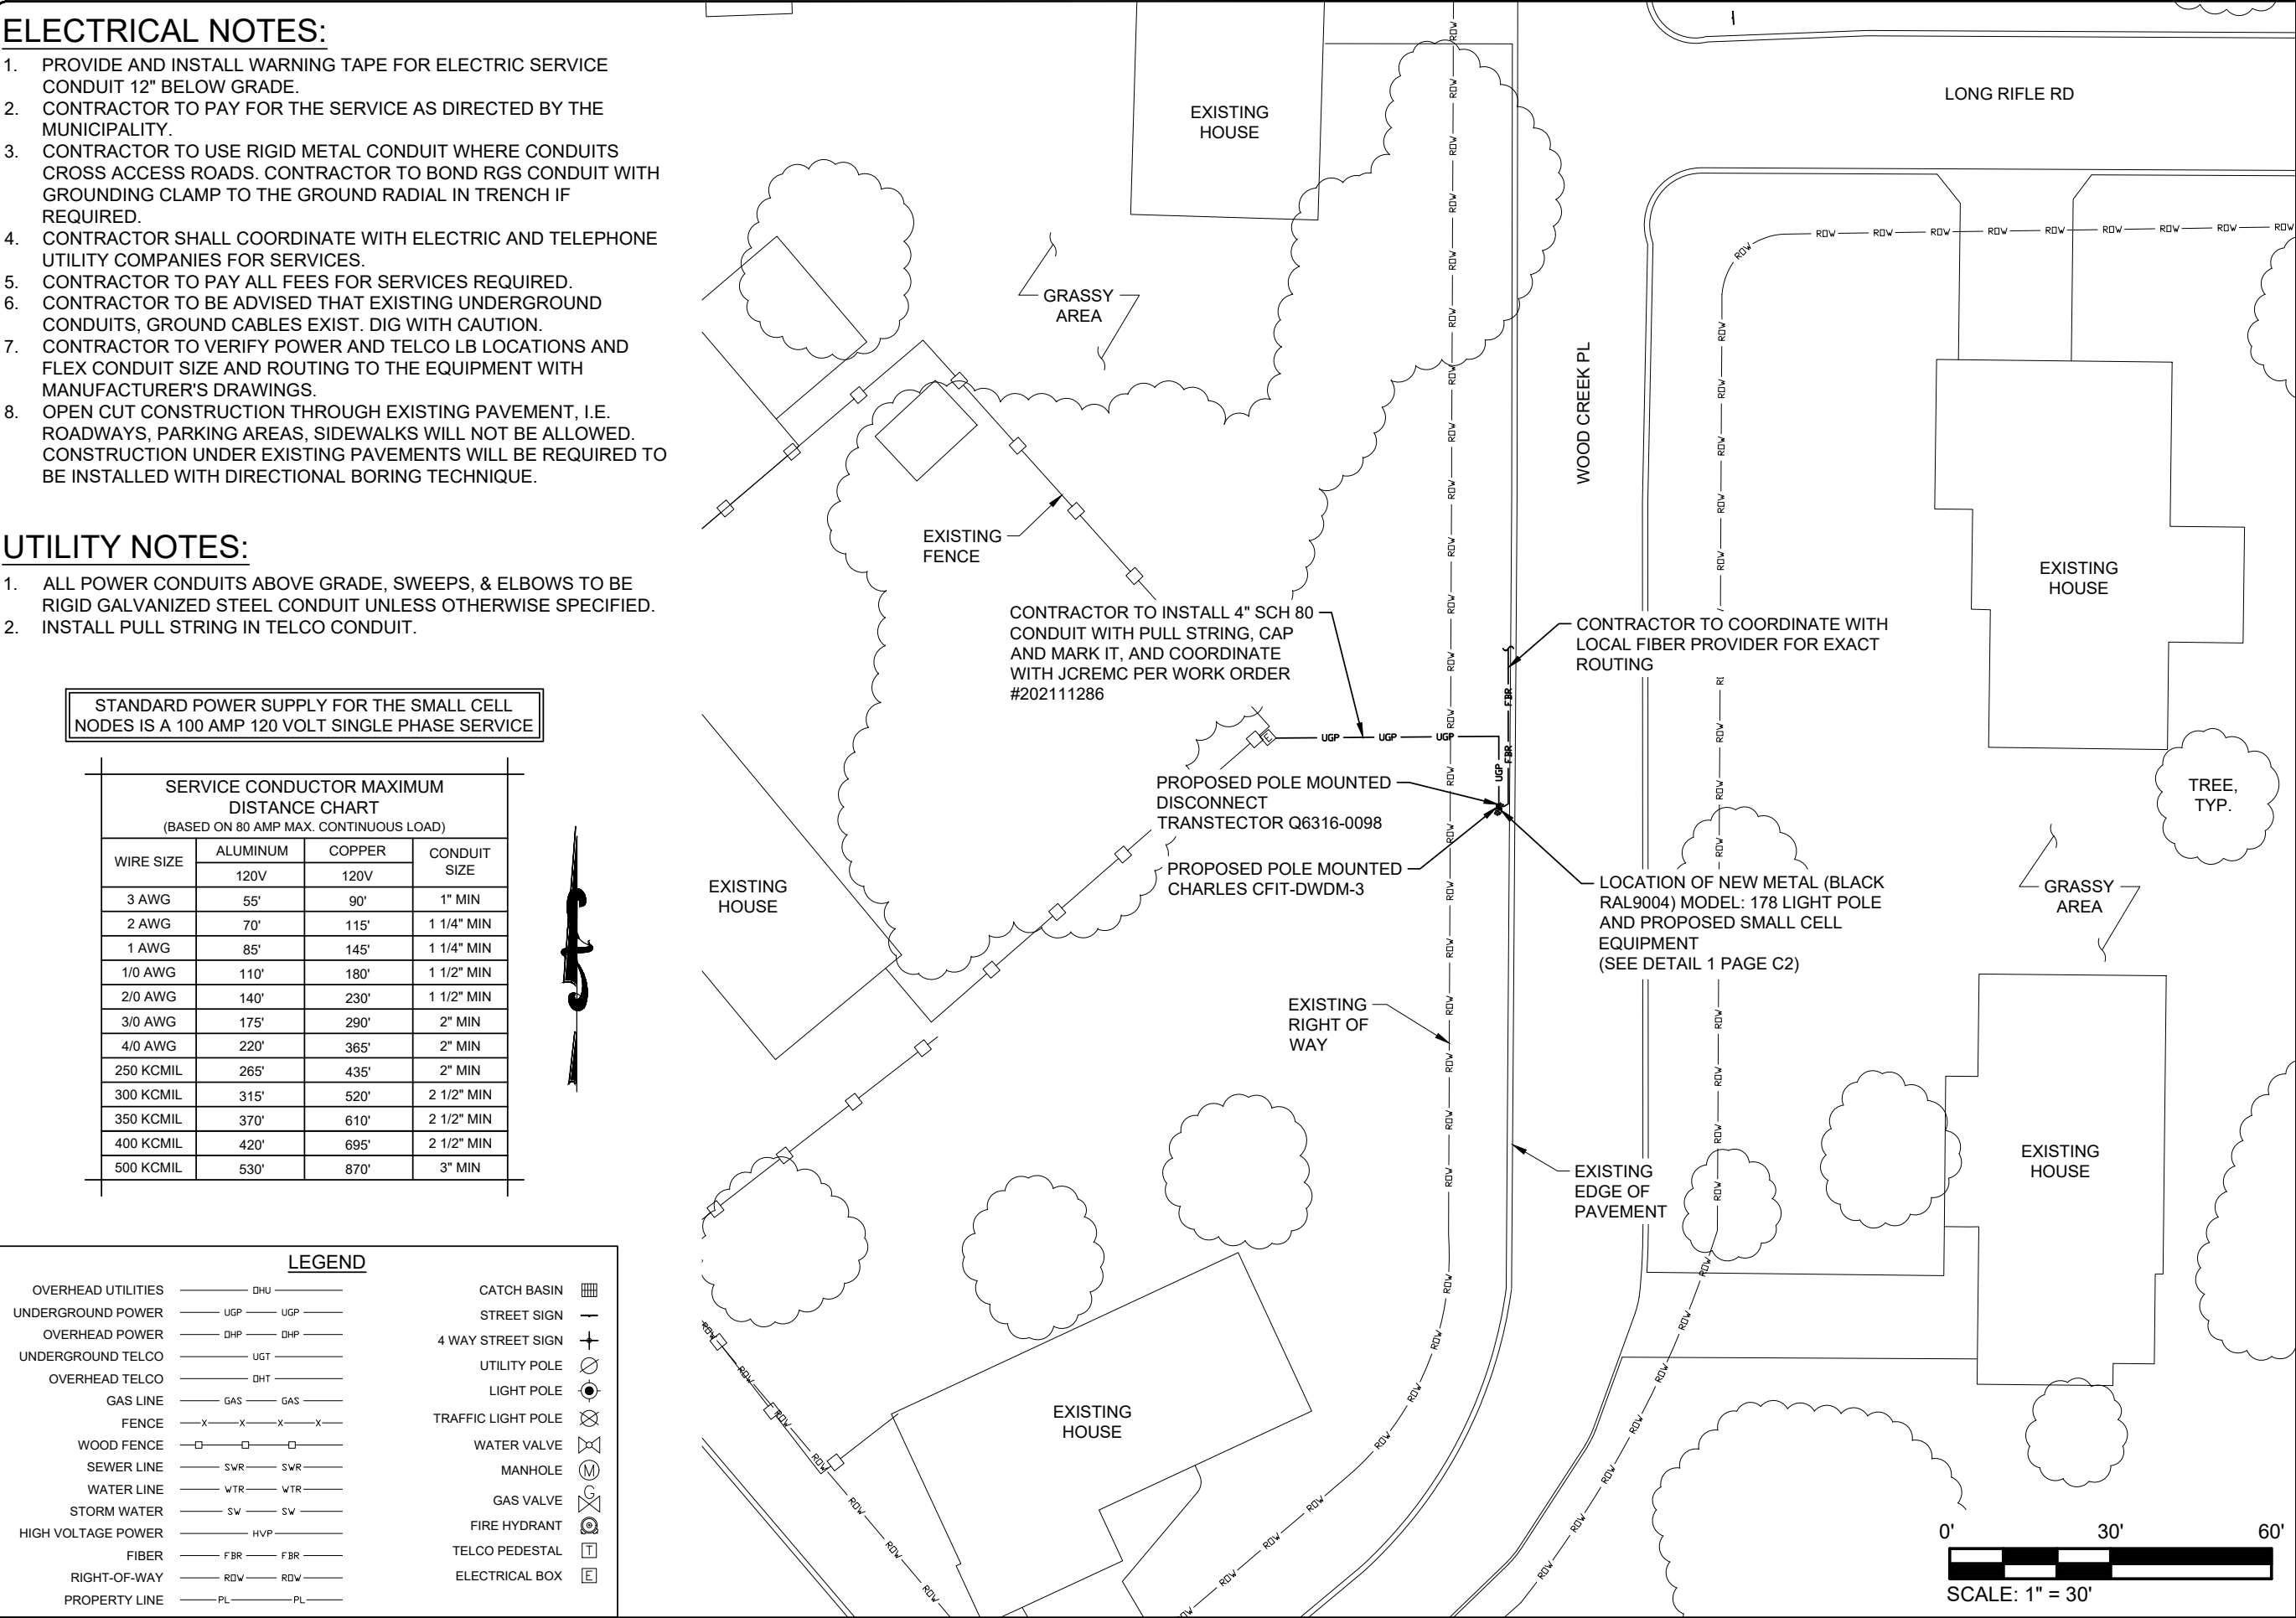 ELECTRICAL NOTES:
1. PROVIDE AND INSTALL WARNING TAPE FOR ELECTRIC SERVICE
CONDUIT 12" BELOW GRADE.
2. CONTRACTOR TO PAY FOR THE SERVICE AS DIRECTED BY THE
MUNICIPALITY.
3. CONTRACTOR TO USE RIGID METAL CONDUIT WHERE CONDUITS
CROSS ACCESS ROADS. CONTRACTOR TO BOND RGS CONDUIT WITH
GROUNDING CLAMP TO THE GROUND RADIAL IN TRENCH IF
REQUIRED.
4. CONTRACTOR SHALL COORDINATE WITH ELECTRIC AND TELEPHONE
UTILITY COMPANIES FOR SERVICES.
5. CONTRACTOR TO PAY ALL FEES FOR SERVICES REQUIRED.
6. CONTRACTOR TO BE ADVISED THAT EXISTING UNDERGROUND
CONDUITS, GROUND CABLES EXIST. DIG WITH CAUTION.
7. CONTRACTOR TO VERIFY POWER AND TELCO LB LOCATIONS AND
FLEX CONDUIT SIZE AND ROUTING TO THE EQUIPMENT WITH
MANUFACTURER'S DRAWINGS.
8. OPEN CUT CONSTRUCTION THROUGH EXISTING PAVEMENT, I.E.
ROADWAYS, PARKING AREAS, SIDEWALKS WILL NOT BE ALLOWED.
CONSTRUCTION UNDER EXISTING PAVEMENTS WILL BE REQUIRED TO
BE INSTALLED WITH DIRECTIONAL BORING TECHNIQUE.
UTILITY NOTES:
1. ALL POWER CONDUITS ABOVE GRADE, SWEEPS, & ELBOWS TO BE
RIGID GALVANIZED STEEL CONDUIT UNLESS OTHERWISE SPECIFIED.
2. INSTALL PULL STRING IN TELCO CONDUIT.
STANDARD POWER SUPPLY FOR THE SMALL CELL
NODES IS A 100 AMP 120 VOLT SINGLE PHASE SERVICE
SERVICE CONDUCTOR MAXIMUM
DISTANCE CHART
(BASED ON 80 AMP MAX. CONTINUOUS LOAD)
WIRE SIZE ALUMINUM COPPER CONDUIT SIZE
120V 120V
3 AWG 55' 90' 1" MIN
2 AWG 70' 115' 1 1/4" MIN
1 AWG 85' 145' 1 1/4" MIN
1/0 AWG 110' 180' 1 1/2" MIN
2/0 AWG 140' 230' 1 1/2" MIN
3/0 AWG 175' 290' 2" MIN
4/0 AWG 220' 365' 2" MIN
250 KCMIL 265' 435' 2" MIN
300 KCMIL 315' 520' 2 1/2" MIN
350 KCMIL 370' 610' 2 1/2" MIN
400 KCMIL 420' 695' 2 1/2" MIN
500 KCMIL 530' 870' 3" MIN
LEGEND
OVERHEAD UTILITIES OHU
UNDERGROUND POWER UGP UGP
OVERHEAD POWER OHP OHP
UNDERGROUND TELCO UGT
OVERHEAD TELCO OHT
GAS LINE GAS GAS
FENCE X X X X
WOOD FENCE
SEWER LINE SWR SWR
WATER LINE WTR WTR
STORM WATER SW SW
HIGH VOLTAGE POWER HVP
FIBER FBR FBR
RIGHT-OF-WAY ROW ROW
PROPERTY LINE PL PL
CATCH BASIN
STREET SIGN
4 WAY STREET SIGN
UTILITY POLE
LIGHT POLE
TRAFFIC LIGHT POLE
WATER VALVE
MANHOLE M
GAS VALVE G
FIRE HYDRANT
TELCO PEDESTAL T
ELECTRICAL BOX E
EXISTING
HOUSE
LONG RIFLE RD
GRASSY
AREA
WOOD CREEK PL
EXISTING
FENCE
EXISTING
HOUSE
CONTRACTOR TO INSTALL 4" SCH 80
CONDUIT WITH PULL STRING, CAP
AND MARK IT, AND COORDINATE
WITH JCREMC PER WORK ORDER
#202111286
CONTRACTOR TO COORDINATE WITH
LOCAL FIBER PROVIDER FOR EXACT
ROUTING
E UGP UGP UGP
UGP
FBR FBR
PROPOSED POLE MOUNTED
DISCONNECT
TRANSTECTOR Q6316-0098
PROPOSED POLE MOUNTED
CHARLES CFIT-DWDM-3
TREE,
TYP.
EXISTING
HOUSE
LOCATION OF NEW METAL (BLACK
RAL9004) MODEL: 178 LIGHT POLE
AND PROPOSED SMALL CELL
EQUIPMENT
(SEE DETAIL 1 PAGE C2)
GRASSY
AREA
EXISTING
RIGHT OF
WAY
EXISTING
EDGE OF
PAVEMENT
EXISTING
HOUSE
EXISTING
HOUSE
ROW
0' 30' 60'
SCALE: 1" = 30'